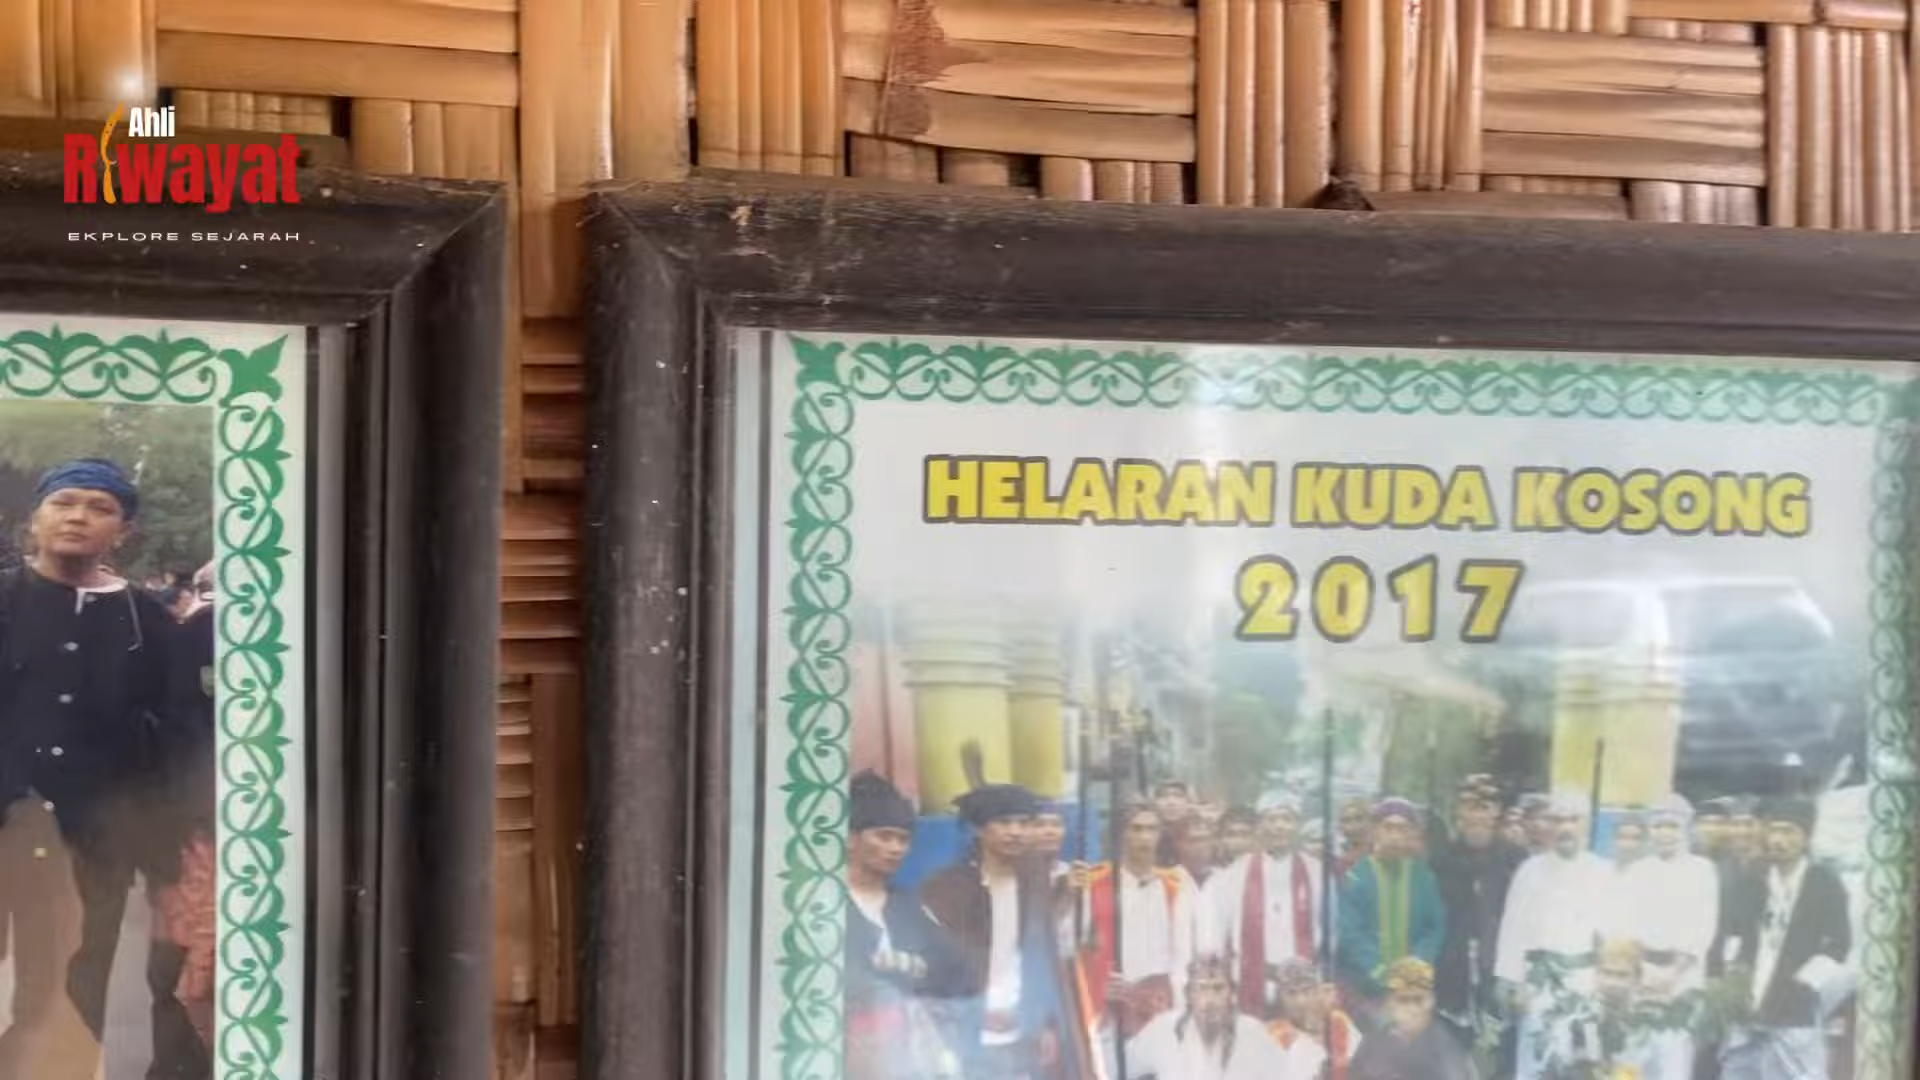 Ahli
Riwayat
EKPLORE SEJARAH
HELARAN KUDA KOSONG
2017